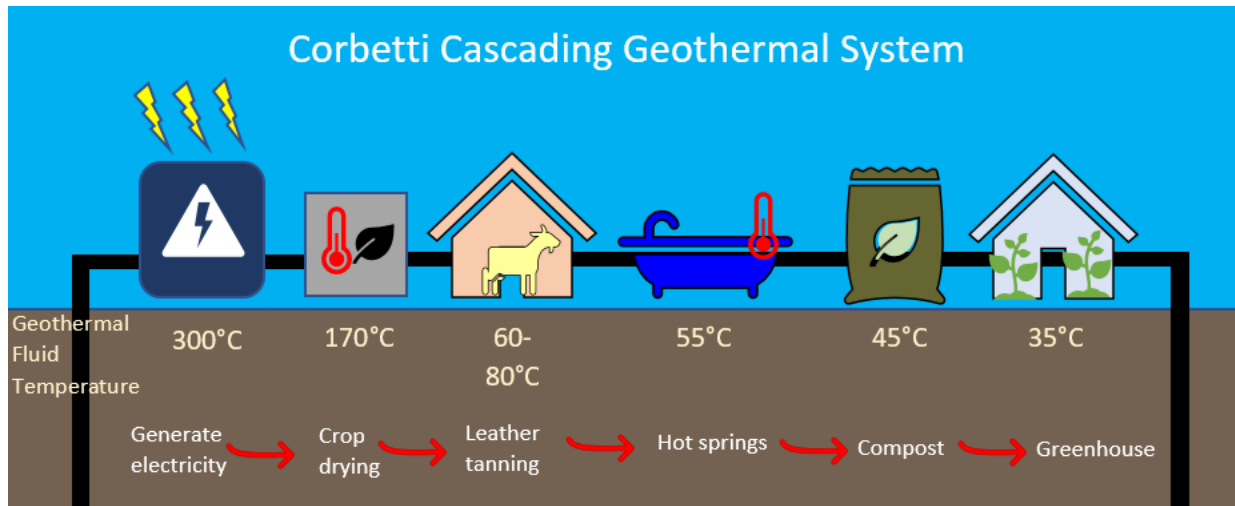 Corbetti Cascading Geothermal System
Geothermal
Fluid
Temperature
300°C
170°C
60-
80°C
55°C
45°C
35°C
Generate
electricity
Crop
drying
Leather
tanning
Hot springs
Compost
Greenhouse